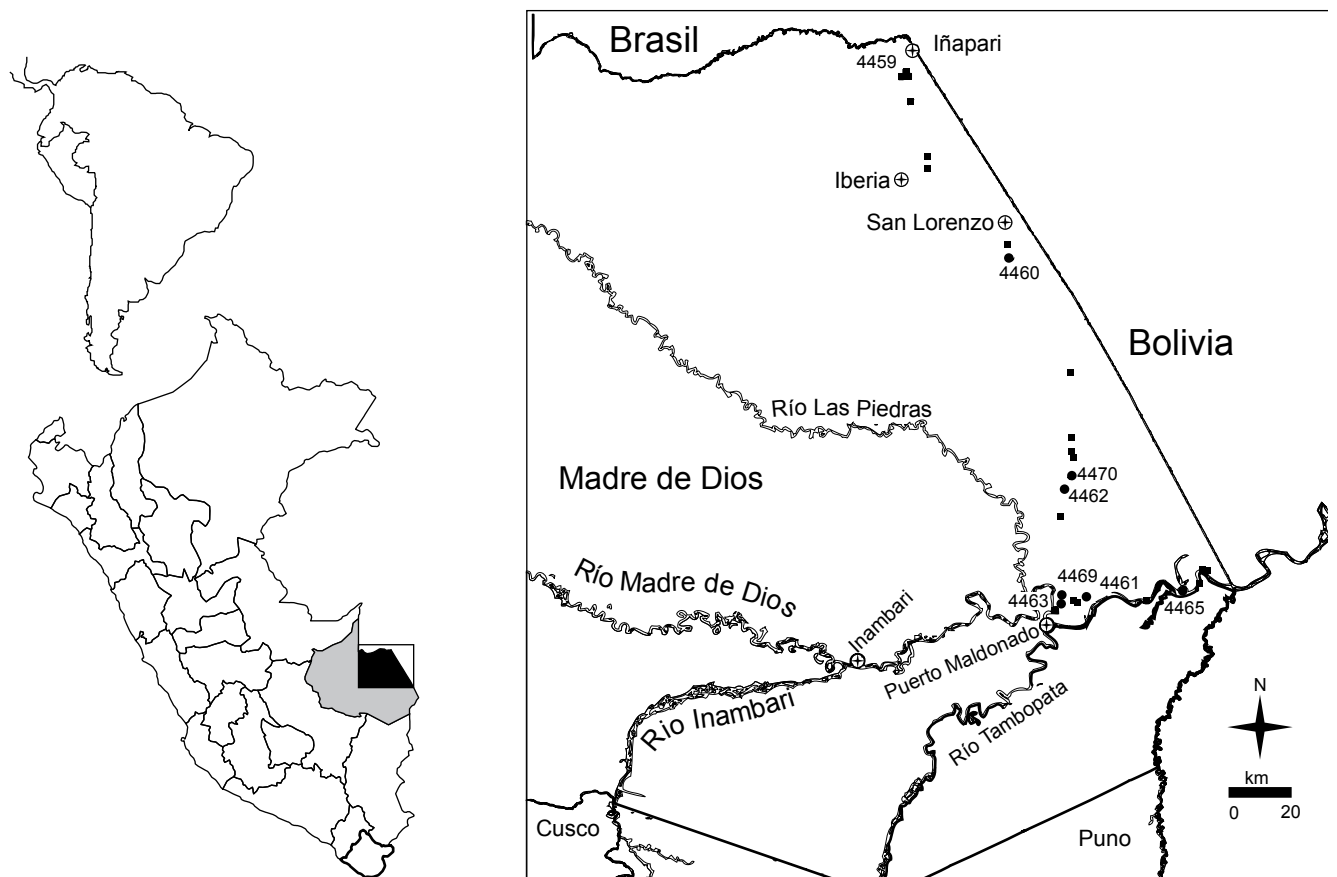 Brasil
Iñapari
4459
Iberia
San Lorenzo
4460
Bolivia
Río Las Piedras
Madre de Dios
4470
4462
Río Madre de Dios
4469
4461
4463
4465
Inambari
Puerto Maldonado
Río Inambari
Río Tambopata
N
km
0 20
Cusco
Puno